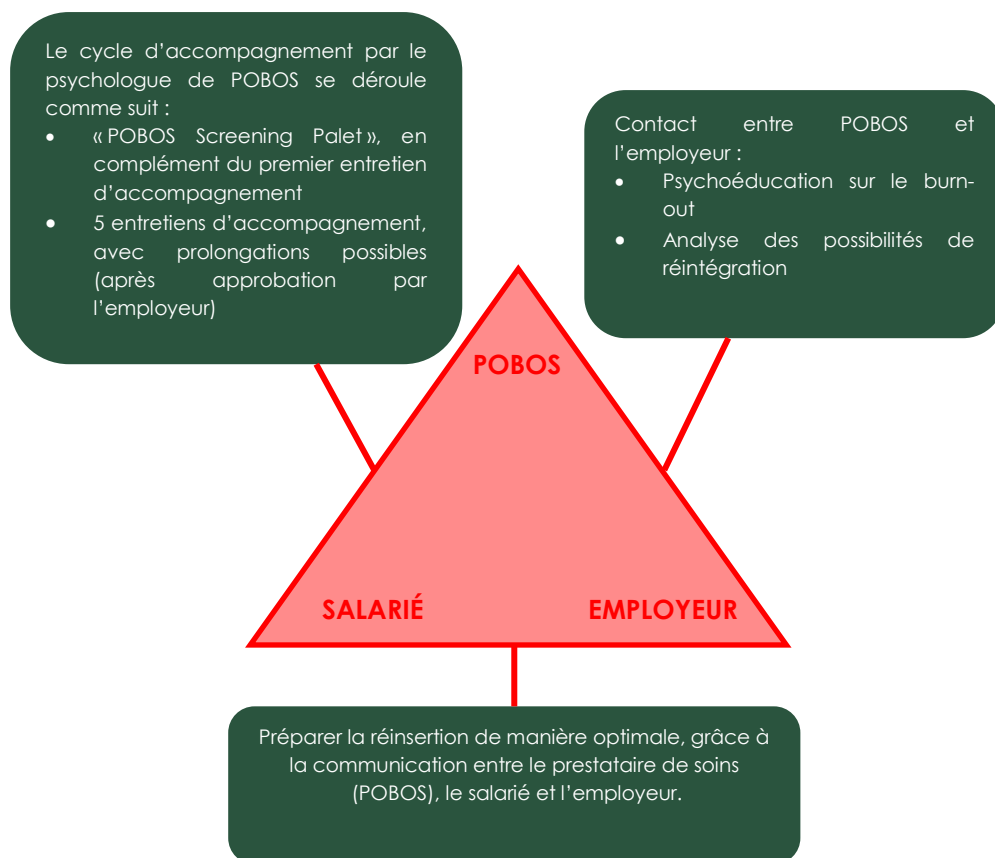 Le cycle d’accompagnement par le
psychologue de POBOS se déroule
comme suit :
• « POBOS Screening Palet », en
complément du premier entretien
d’accompagnement
• 5 entretiens d’accompagnement,
avec prolongations possibles
(après approbation par
l’employeur)
Contact entre POBOS et
l’employeur :
• Psychoéducation sur le burn-
out
• Analyse des possibilités de
réintégration
POBOS
SALARIÉ
EMPLOYEUR
Préparer la réinsertion de manière optimale, grâce à
la communication entre le prestataire de soins
(POBOS), le salarié et l’employeur.